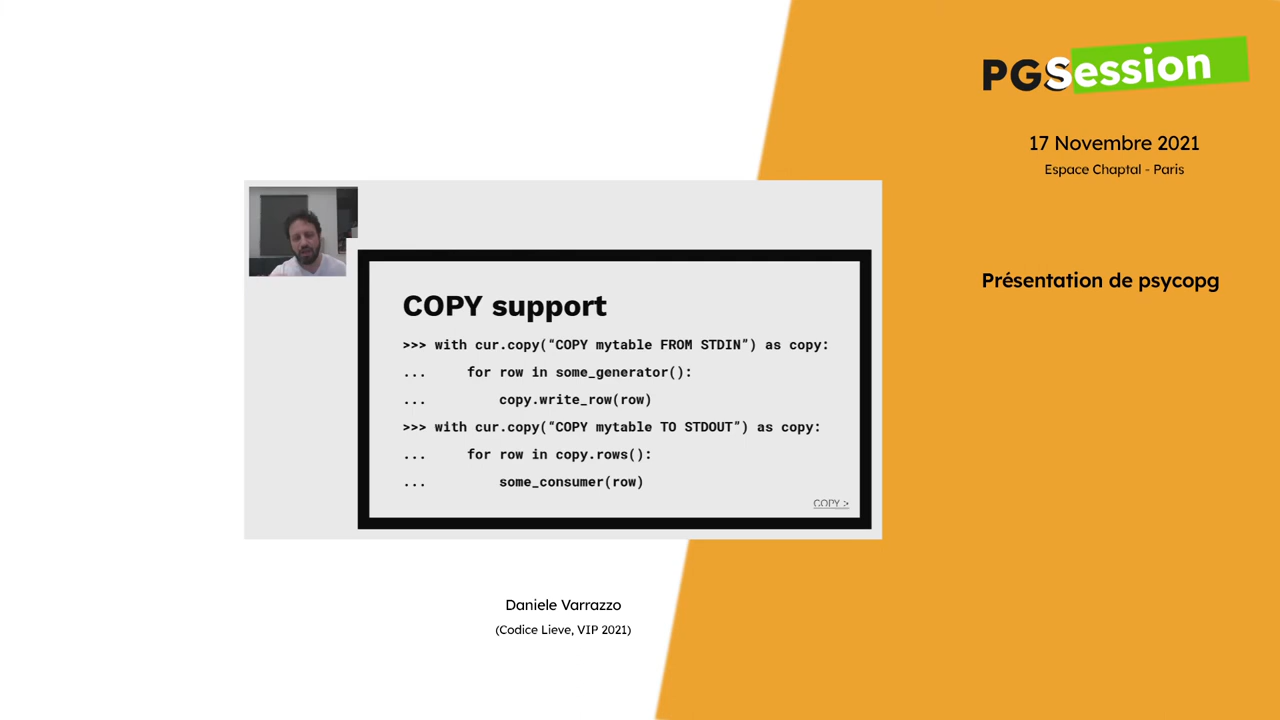 PGSession
17 Novembre 2021
Espace Chaptal - Paris
Présentation de psycopg
COPY support
>>> with cur.copy(“COPY mytable FROM STDIN”) as copy:
...     for row in some_generator():
...         copy.write_row(row)
>>> with cur.copy(“COPY mytable TO STDOUT”) as copy:
...     for row in copy.rows():
...         some_consumer(row)
COPY >
Daniele Varrazzo
(Codice Lieve, VIP 2021)